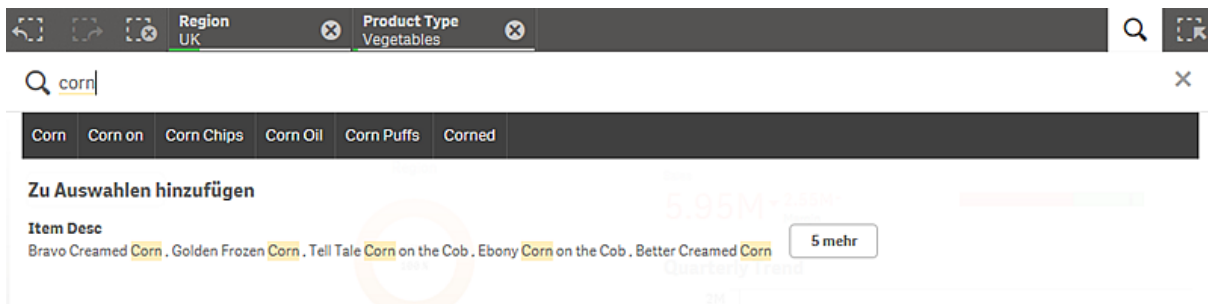 Region
UK
Product Type
Vegetables
corn
Corn Corn on Corn Chips Corn Oil Corn Puffs Corned
Zu Auswahlen hinzufügen
Item Desc
Bravo Creamed Corn , Golden Frozen Corn , Tell Tale Corn on the Cob , Ebony Corn on the Cob , Better Creamed Corn
5 mehr
5.95M
Quarterly Trend
2M